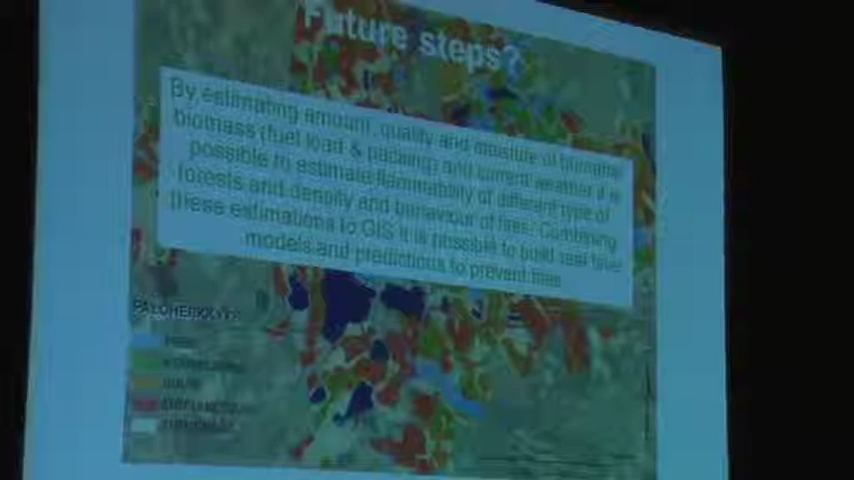 Future steps?
By estimating amount, quality and moisture of burnable
biomass (fuel load & packing) and current weather it is
possible to estimate flammability of different type of
forests and density and behaviour of fires. Combining
these estimations to GIS it is possible to build real time
models and predictions to prevent fires